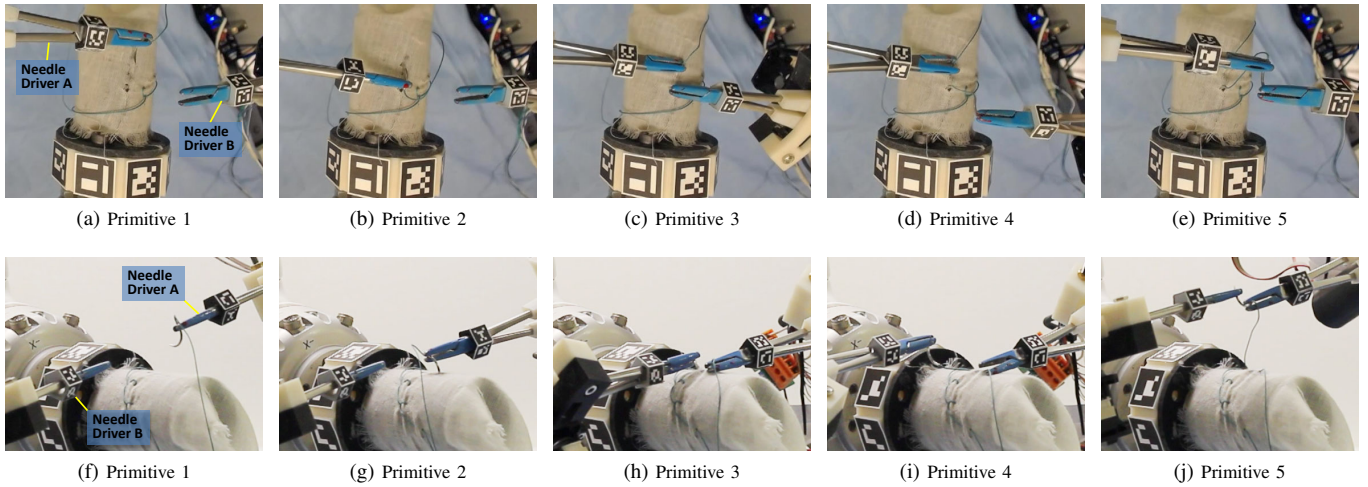 Needle
Driver A
Needle
Driver B
(a) Primitive 1
(b) Primitive 2
(c) Primitive 3
(d) Primitive 4
(e) Primitive 5
Needle
Driver A
Needle
Driver B
(f) Primitive 1
(g) Primitive 2
(h) Primitive 3
(i) Primitive 4
(j) Primitive 5